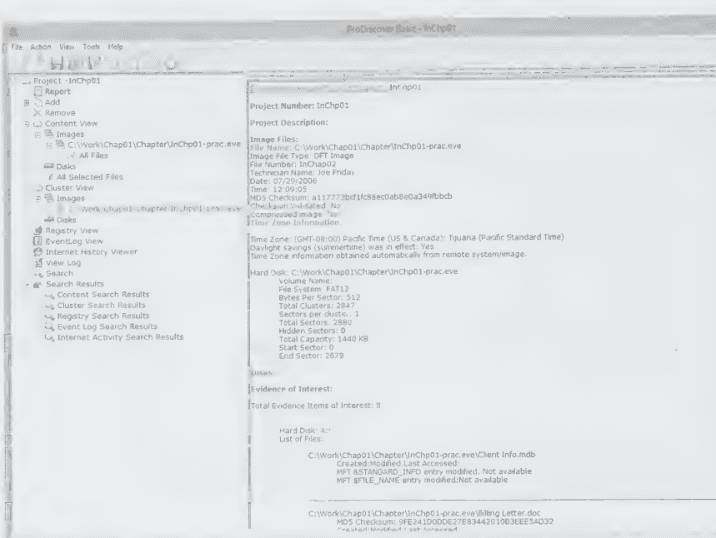 ProDiscover Basic - InChp01
File Action View Tools Help
Project - InChp01
Report
Add
Remove
Content View
Images
C:\Work\Chap01\Chapter\InChp01-prac.eve
All Files
Disks
All Selected Files
Cluster View
Images
Disks
Registry View
EventLog View
Internet History Viewer
View Log
Search
Search Results
Content Search Results
Cluster Search Results
Registry Search Results
Event Log Search Results
Internet Activity Search Results
Project Number: InChp01
Project Description:
Image Files:
File Name: C:\Work\Chap01\Chapter\InChp01-prac.eve
Image File Type: DFT Image
File Number: InChap02
Technician Name: Joe Friday
Date: 07/29/2006
Time: 12:09:05
MD5 Checksum:
Checksum Validated: No
Compressed image: No
Time Zone Information:
Time Zone: (GMT-08:00) Pacific Time (US & Canada): Tijuana (Pacific Standard Time)
Daylight savings (summertime) was in effect: Yes
Time Zone information obtained automatically from remote system/image.
Hard Disk: C:\Work\Chap01\Chapter\InChp01-prac.eve
Volume Name:
File System: FAT12
Bytes Per Sector: 512
Total Clusters: 2847
Sectors per cluster: 1
Total Sectors: 2880
Hidden Sectors: 0
Total Capacity: 1440 KB
Start Sector: 0
End Sector: 2879
Evidence of Interest:
Total Evidence Items of Interest: 8
Hard Disk:
List of Files:
C:\Work\Chap01\Chapter\InChp01-prac.eve\Client Info.mdb
Created:Modified:Last Accessed:
MFT $STANDARD_INFO entry modified: Not available
MFT $FILE_NAME entry modified:Not available
C:\Work\Chap01\Chapter\InChp01-prac.eve\Billing Letter.doc
MD5 Checksum:
Created:Modified:Last Accessed